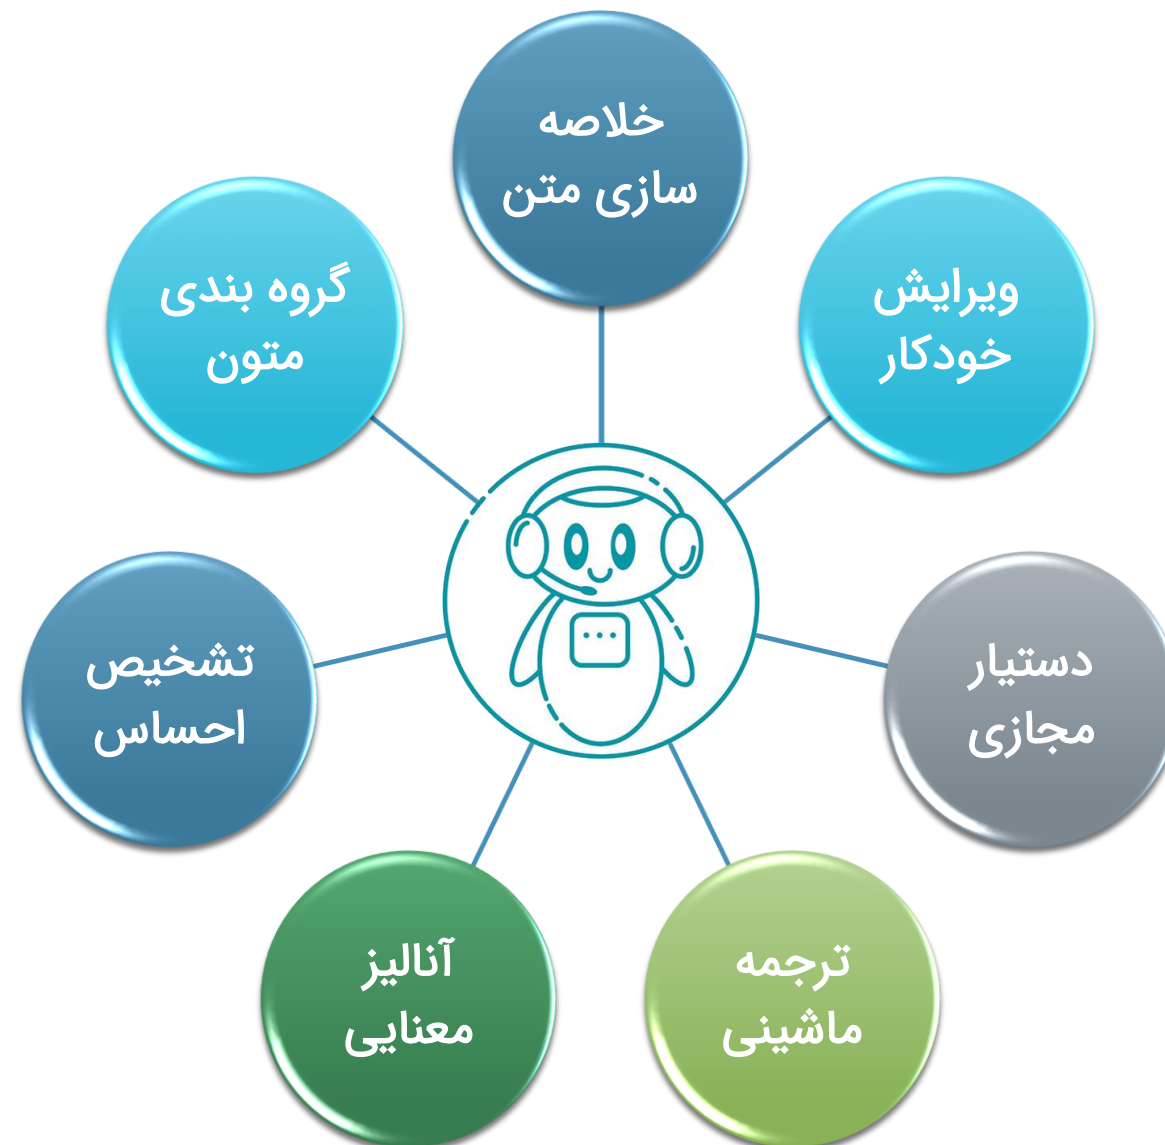 خلاصه
سازی متن
ویرایش
خودکار
دستیار
مجازی
ترجمه
ماشینی
آنالیز
معنایی
تشخیص
احساس
گروه بندی
متون